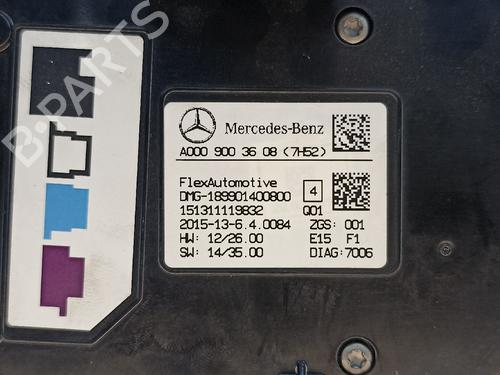 B-PARTS
Mercedes-Benz
A000 900 36 08 (7H52)
FlexAutomotive
DMG-189901400800
4
151311119832
Q01
2015-13-6.4.0084
ZGS: 001
HW: 12/26.00
E15 F1
SW: 14/35.00
DIAG:7006